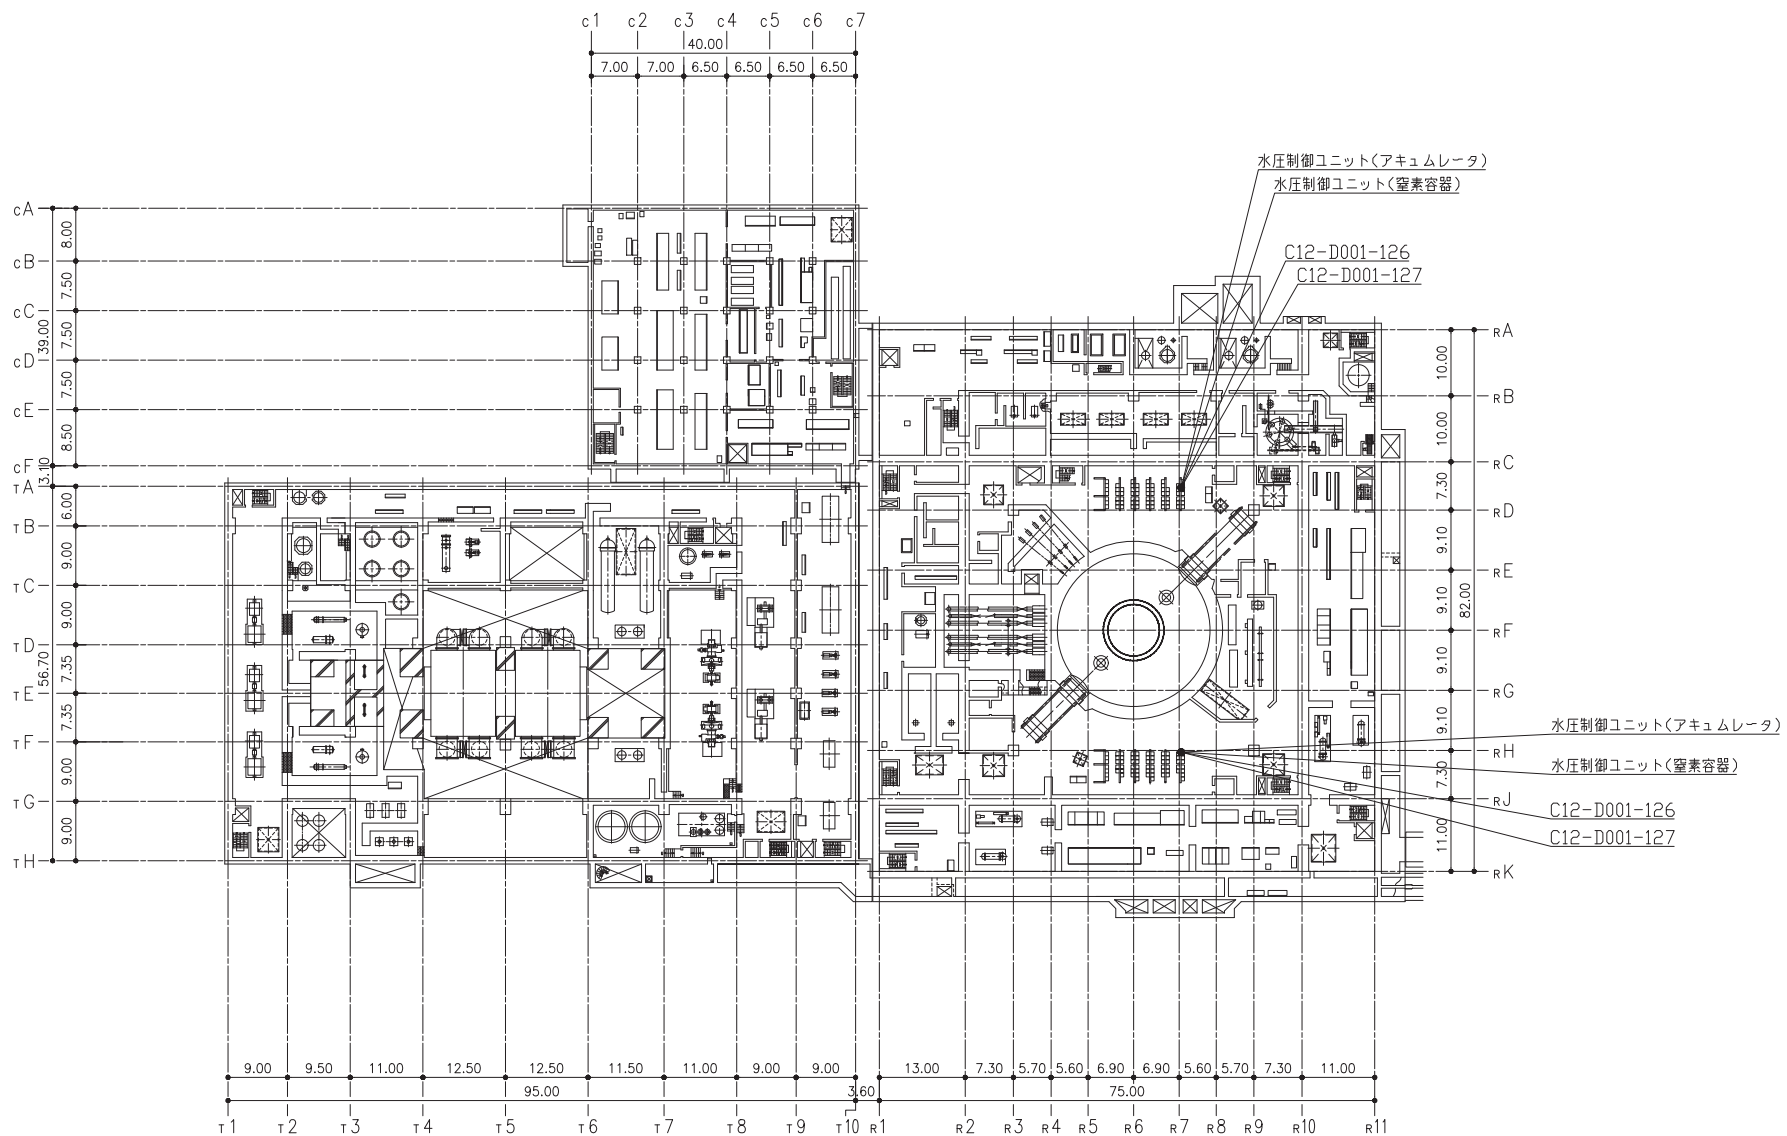 c1 c2 c3 c4 c5 c6 c7
40.00
7.00 7.00 6.50 6.50 6.50 6.50
水圧制御ユニット(アキュムレータ)
水圧制御ユニット(窒素容器)
C12-D001-126
C12-D001-127
cA
8.00
cB
7.50
cC
39.00
7.50
cD
7.50
cE
8.50
cF
3.10
TA
6.00
TB
9.00
TC
9.00
TD
56.70
7.35
TE
7.35
TF
9.00
TG
9.00
TH
RA
10.00
RB
10.00
RC
7.30
RD
9.10
RE
9.10
82.00
RF
9.10
RG
9.10
RH
7.30
RJ
11.00
RK
水圧制御ユニット(アキュムレータ)
水圧制御ユニット(窒素容器)
C12-D001-126
C12-D001-127
9.00 9.50 11.00 12.50 12.50 11.50 11.00 9.00 9.00 13.00 7.30 5.70 5.60 6.90 6.90 5.60 5.70 7.30 11.00
95.00 3.60 75.00
T1 T2 T3 T4 T5 T6 T7 T8 T9 T10 R1 R2 R3 R4 R5 R6 R7 R8 R9 R10 R11